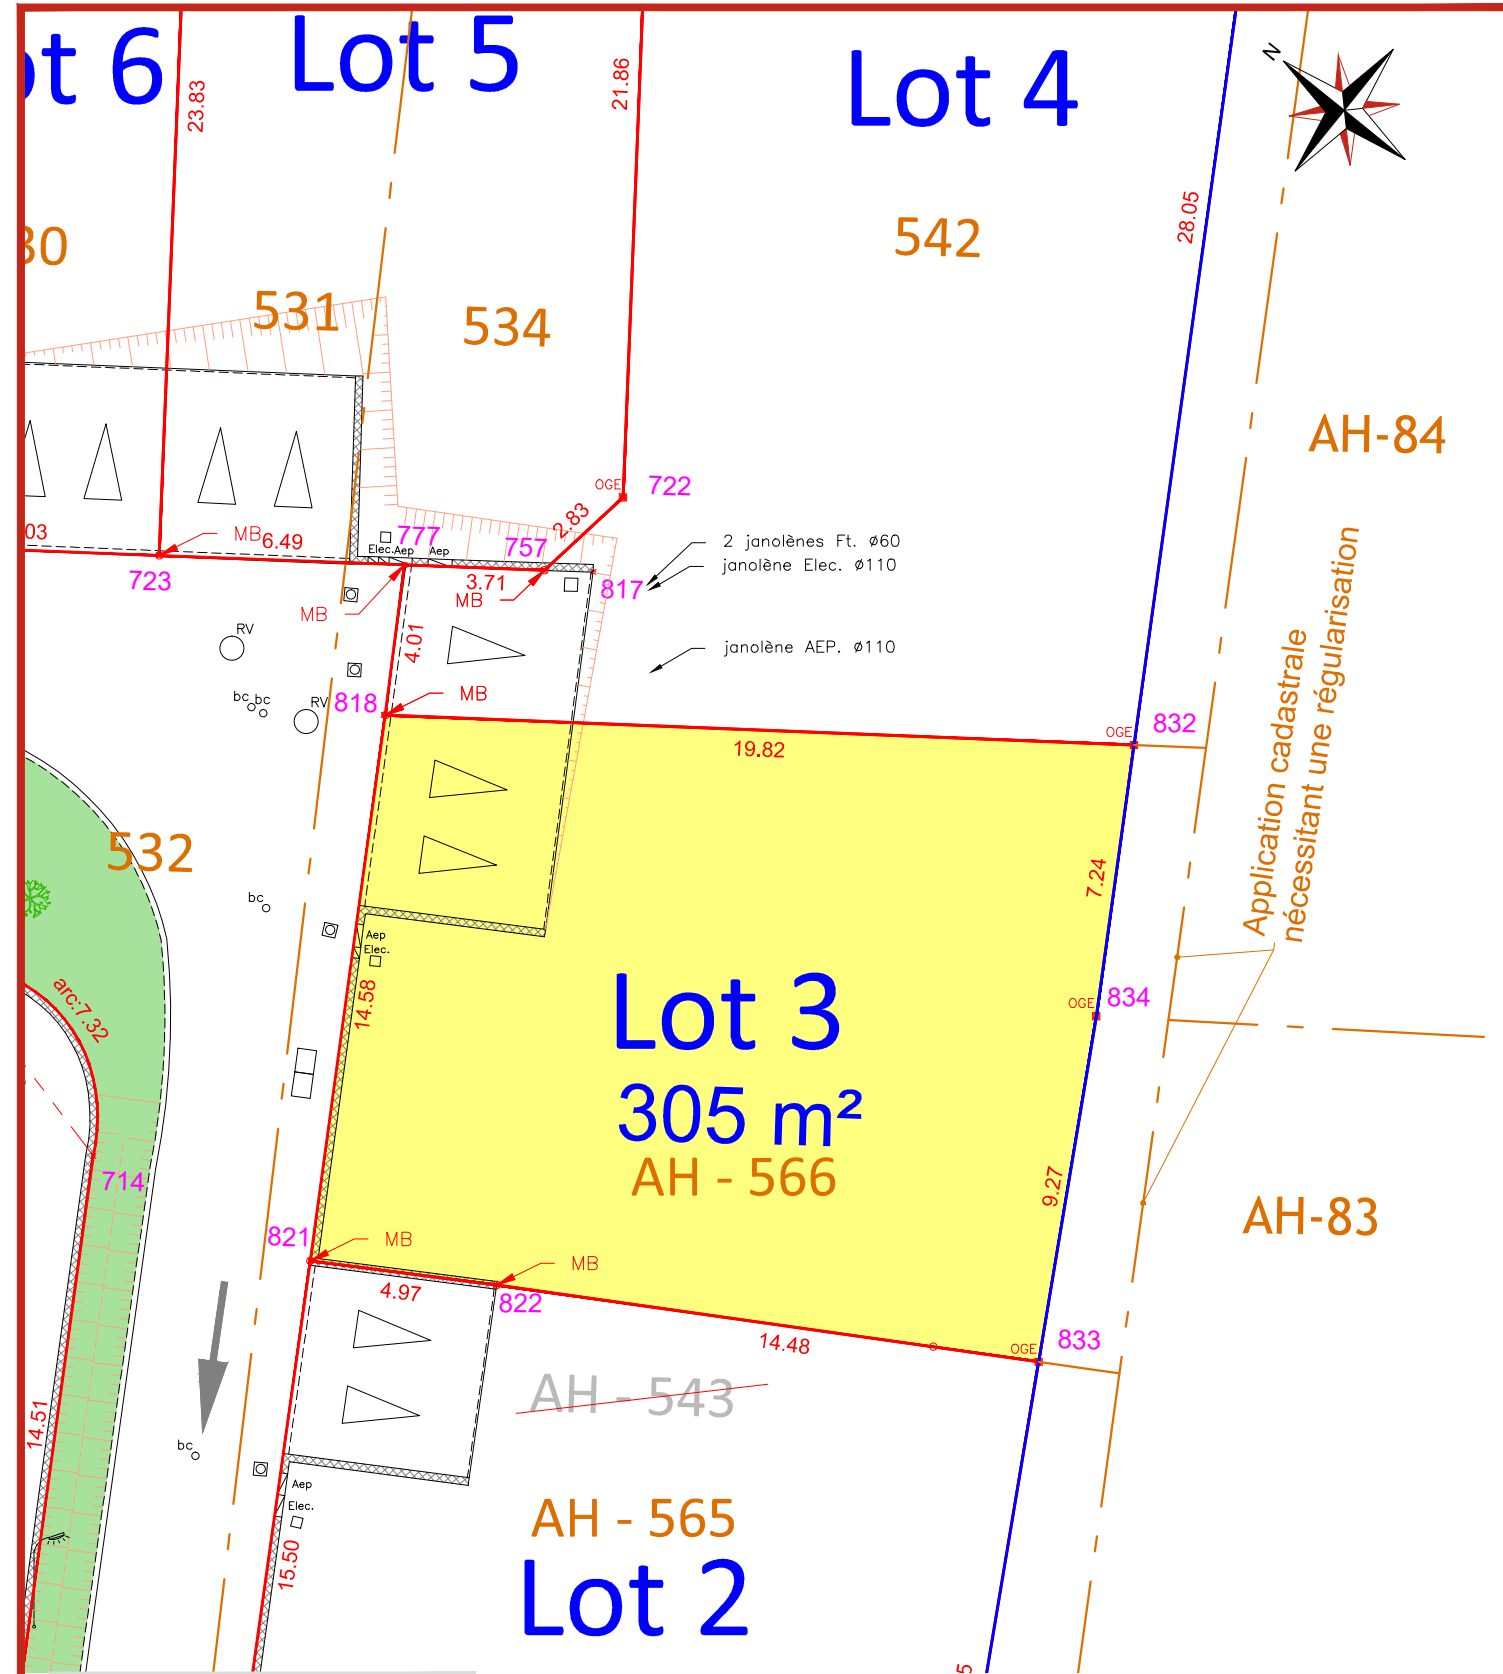 ot 6
Lot 5
Lot 4
N
23.83
21.86
28.05
30
531
534
542
AH-84
OGE
722
2.83
03
MB
6.49
777
757
Elec.
Aep
Aep
723
3.71
MB
817
MB
2 janolènes Ft. ø60
janolène Elec. ø110
janolène AEP. ø110
RV
4.01
bc
bc
RV
818
MB
19.82
OGE
832
Application cadastrale
nécessitant une régularisation
532
7.24
bc
Aep
Elec.
14.58
arc:7.32
Lot 3
305 m²
AH - 566
OGE
834
714
9.27
AH-83
821
MB
MB
4.97
822
14.48
OGE
833
AH - 543
14.51
bc
Aep
Elec.
15.50
AH - 565
Lot 2
5